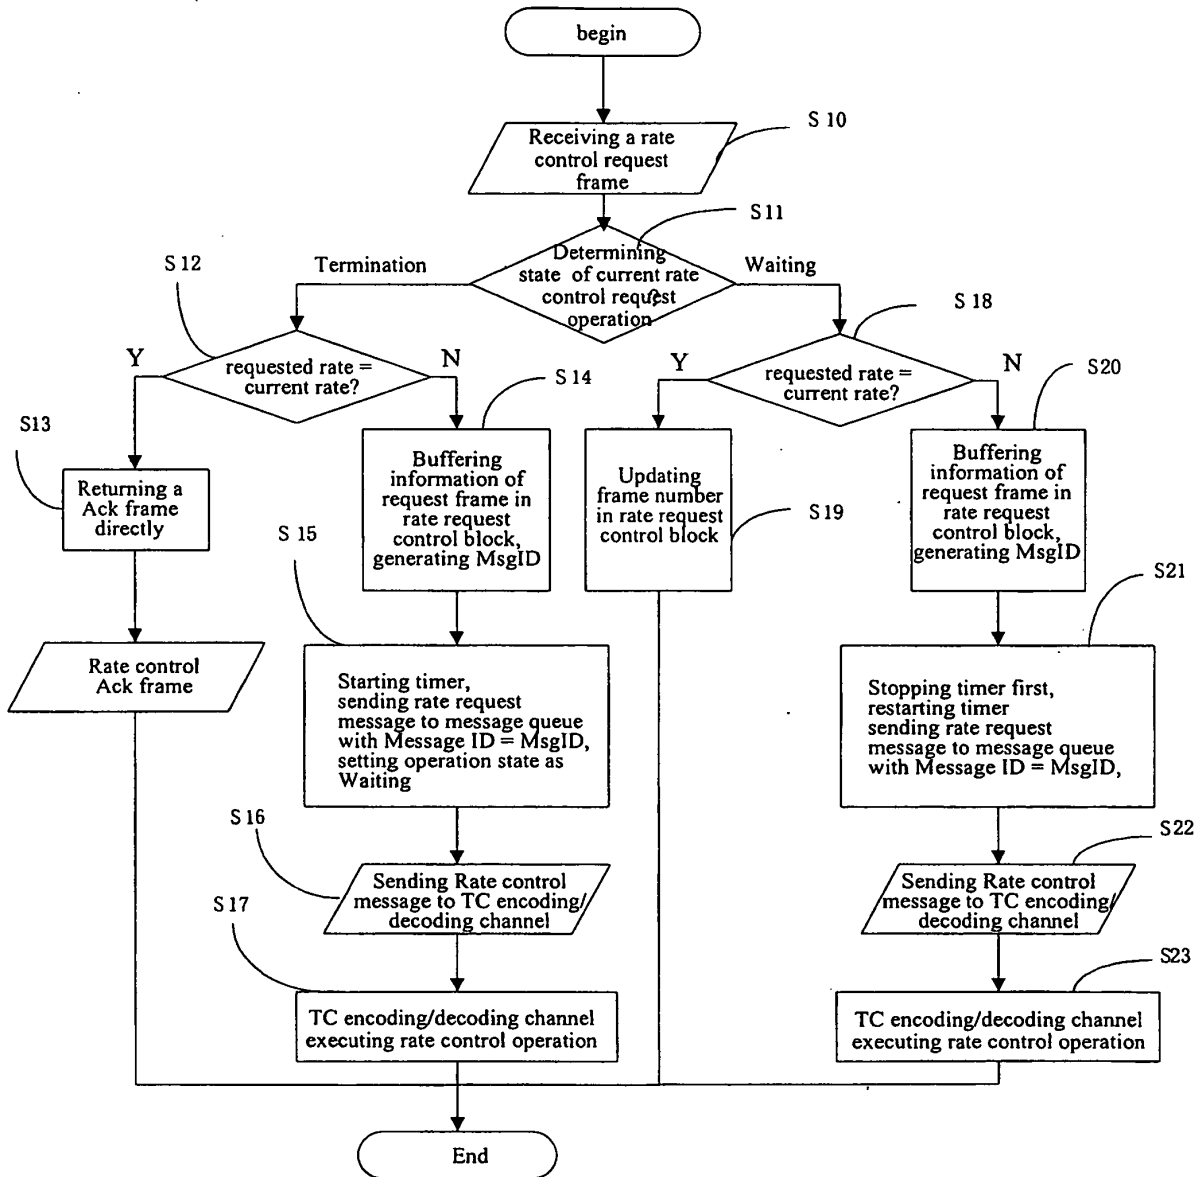 begin
S 10
Receiving a rate
control request
frame
S11
Determining
state of current rate
control request
?
operation
Termination
Waiting
S 12
S 18
requested rate =
current rate?
Y
N
requested rate =
current rate?
Y
N
S13
S 14
S20
Returning a
Ack frame
directly
Buffering
information of
request frame in
rate request
control block,
generating MsgID
Updating
frame number
in rate request
control block
S19
Buffering
information of
request frame in
rate request
control block,
generating MsgID
S 15
S21
Rate control
Ack frame
Starting timer,
sending rate request
message to message queue
with Message ID = MsgID,
setting operation state as
Waiting
Stopping timer first,
restarting timer
sending rate request
message to message queue
with Message ID = MsgID,
S16
S22
Sending Rate control
message to TC encoding/
decoding channel
Sending Rate control
message to TC encoding/
decoding channel
S17
S23
TC encoding/decoding channel
executing rate control operation
TC encoding/decoding channel
executing rate control operation
End